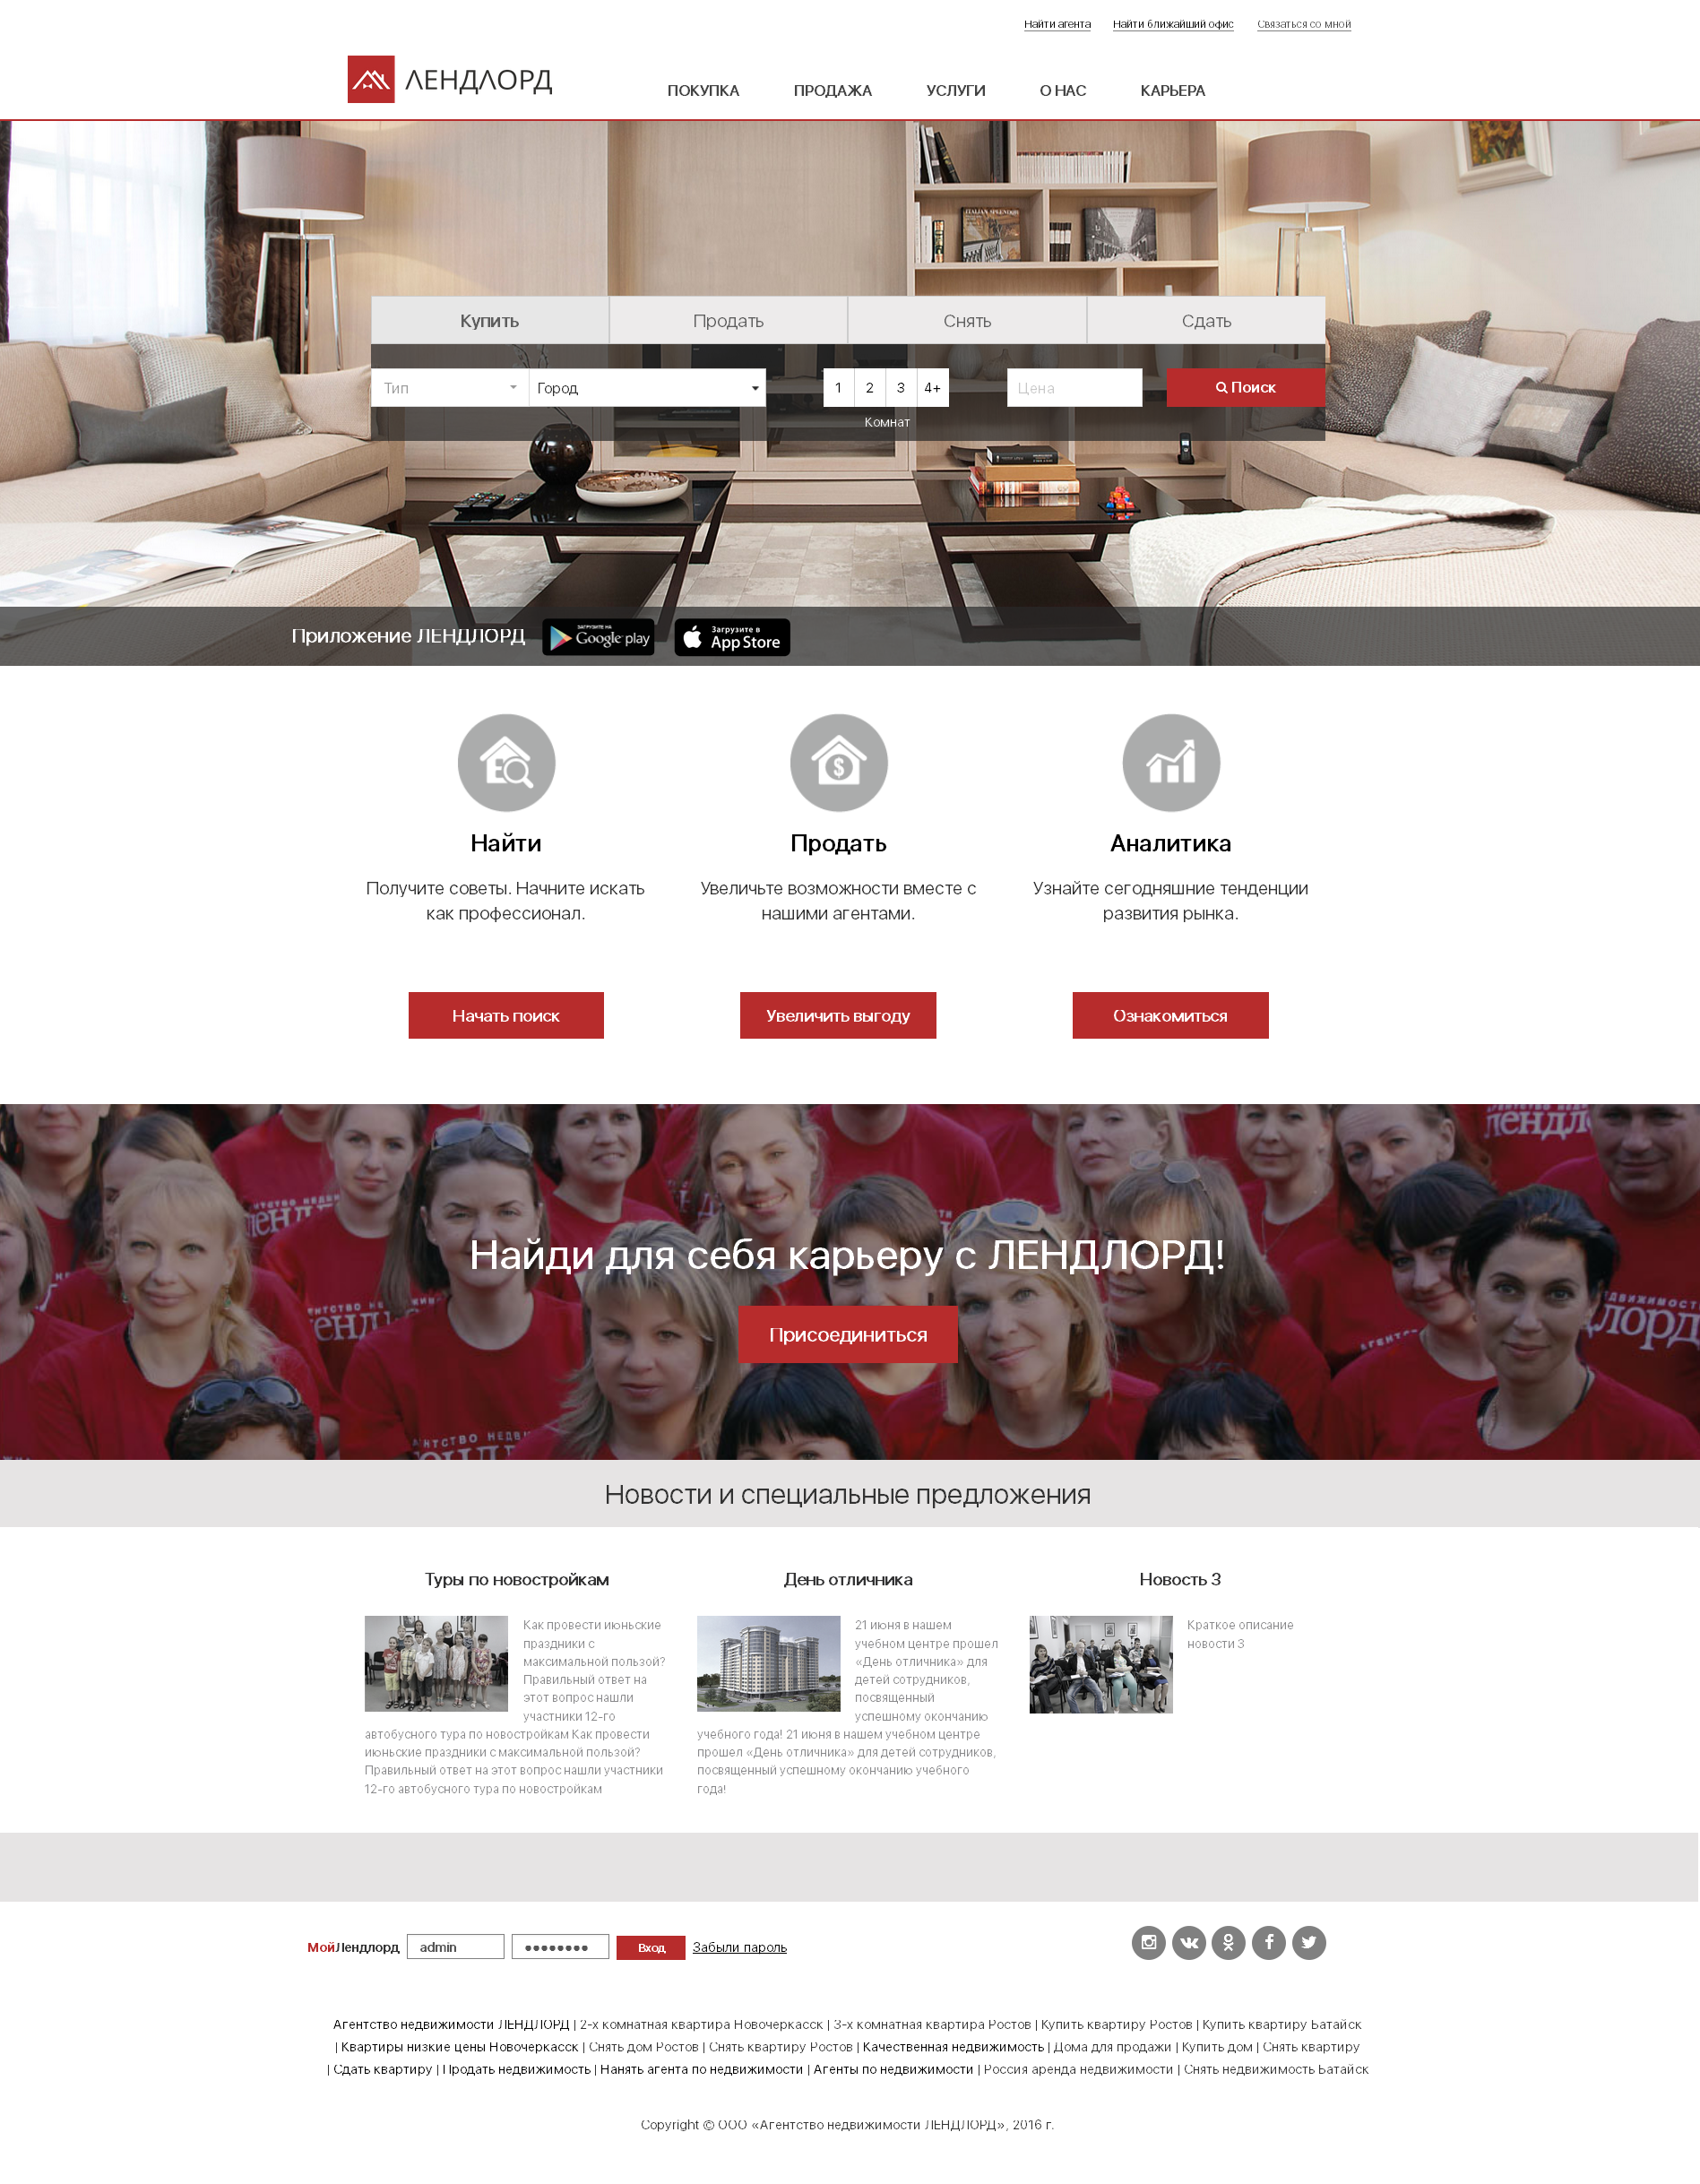 Найти агента Найти ближайший офис Связаться со мной
ЛЕНДЛОРД
ПОКУПКА ПРОДАЖА УСЛУГИ О НАС КАРЬЕРА
ITALIAN SPLENDOR
Купить Продать Снять Сдать
Тип Город 1 2 3 4+ Цена Поиск
Комнат
Приложение ЛЕНДЛОРД
ЗАГРУЗИТЕ НА
Google play
Загрузите в
App Store
Найти Продать Аналитика
Получите советы. Начните искать
как профессионал.
Увеличьте возможности вместе с
нашими агентами.
Узнайте сегодняшние тенденции
развития рынка.
Начать поиск Увеличить выгоду Ознакомиться
Найди для себя карьеру с ЛЕНДЛОРД!
Присоединиться
Новости и специальные предложения
Туры по новостройкам
Как провести июньские
праздники с
максимальной пользой?
Правильный ответ на
этот вопрос нашли
участники 12-го
автобусного тура по новостройкам Как провести
июньские праздники с максимальной пользой?
Правильный ответ на этот вопрос нашли участники
12-го автобусного тура по новостройкам
День отличника
21 июня в нашем
учебном центре прошел
«День отличника» для
детей сотрудников,
посвященный
успешному окончанию
учебного года! 21 июня в нашем учебном центре
прошел «День отличника» для детей сотрудников,
посвященный успешному окончанию учебного
года!
Новость 3
Краткое описание
новости 3
МойЛендлорд admin ●●●●●●●● Вход Забыли пароль
Агентство недвижимости ЛЕНДЛОРД | 2-х комнатная квартира Новочеркасск | 3-х комнатная квартира Ростов | Купить квартиру Ростов | Купить квартиру Батайск
| Квартиры низкие цены Новочеркасск | Снять дом Ростов | Снять квартиру Ростов | Качественная недвижимость | Дома для продажи | Купить дом | Снять квартиру
| Сдать квартиру | Продать недвижимость | Нанять агента по недвижимости | Агенты по недвижимости | Россия аренда недвижимости | Снять недвижимость Батайск
Copyright © ООО «Агентство недвижимости ЛЕНДЛОРД», 2016 г.